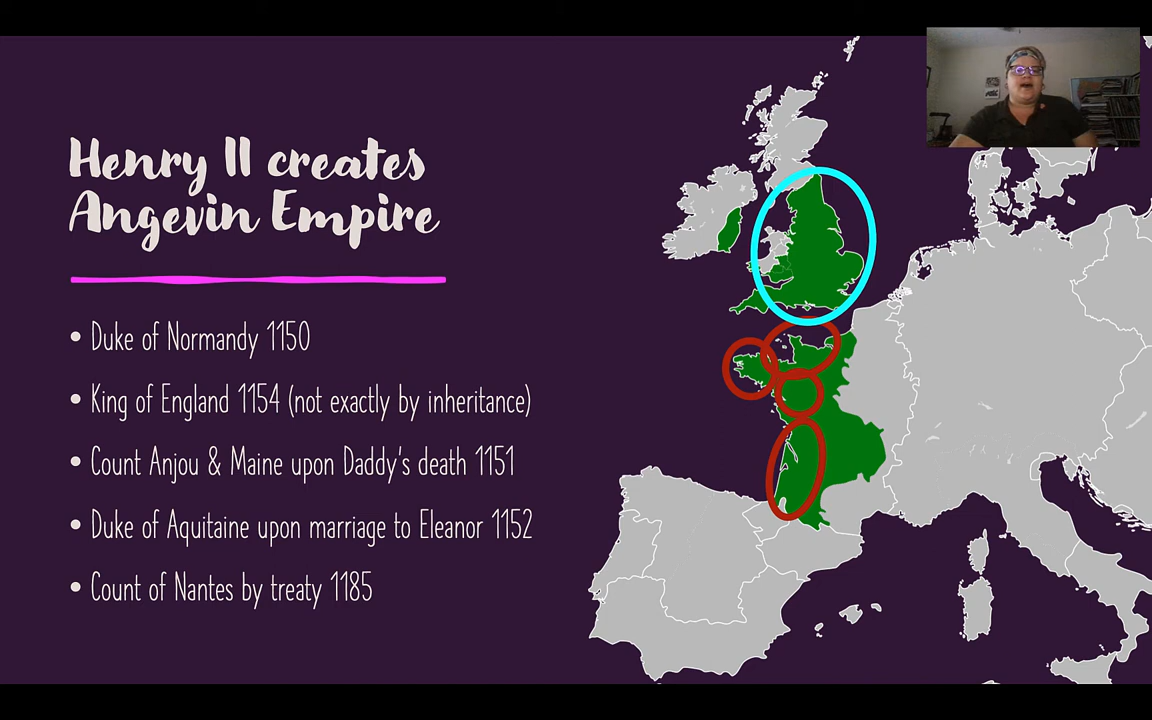 Henry II creates
Angevin Empire
• Duke of Normandy 1150
• King of England 1154 (not exactly by inheritance)
• Count Anjou & Maine upon Daddy's death 1151
• Duke of Aquitaine upon marriage to Eleanor 1152
• Count of Nantes by treaty 1185